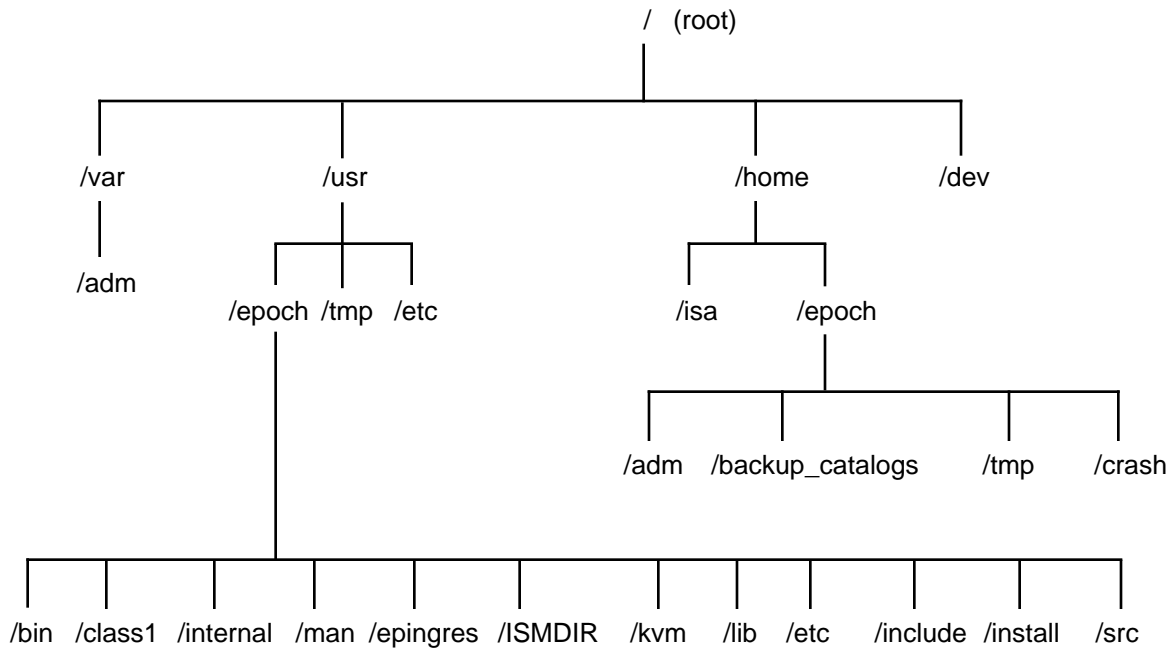 / (root)
/var /usr /home /dev
/adm
/epoch /tmp /etc /isa /epoch
/adm /backup_catalogs /tmp /crash
/bin /class1 /internal /man /epingres /ISMDIR /kvm /lib /etc /include /install /src